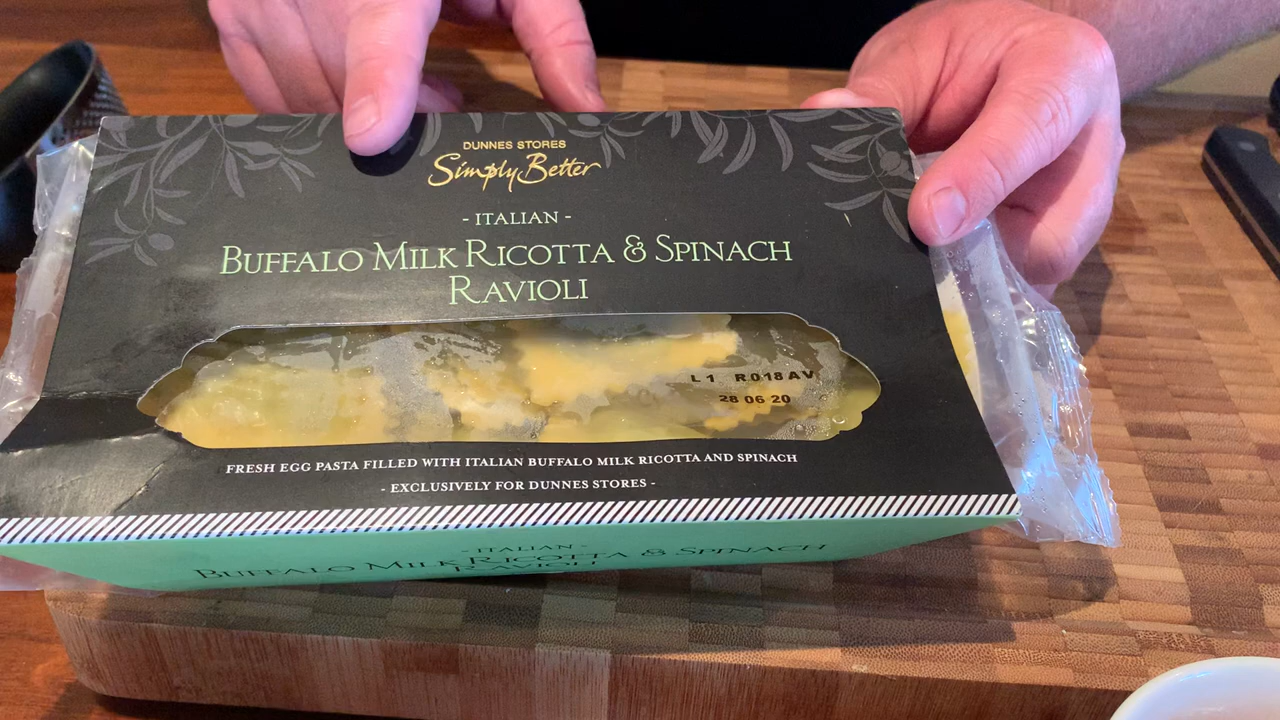 DUNNES STORES
Simply Better
- ITALIAN -
BUFFALO MILK RICOTTA & SPINACH
RAVIOLI
L1 R018AV
28 06 20
FRESH EGG PASTA FILLED WITH ITALIAN BUFFALO MILK RICOTTA AND SPINACH
- EXCLUSIVELY FOR DUNNES STORES -
- ITALIAN -
BUFFALO MILK RICOTTA & SPINACH
RAVIOLI